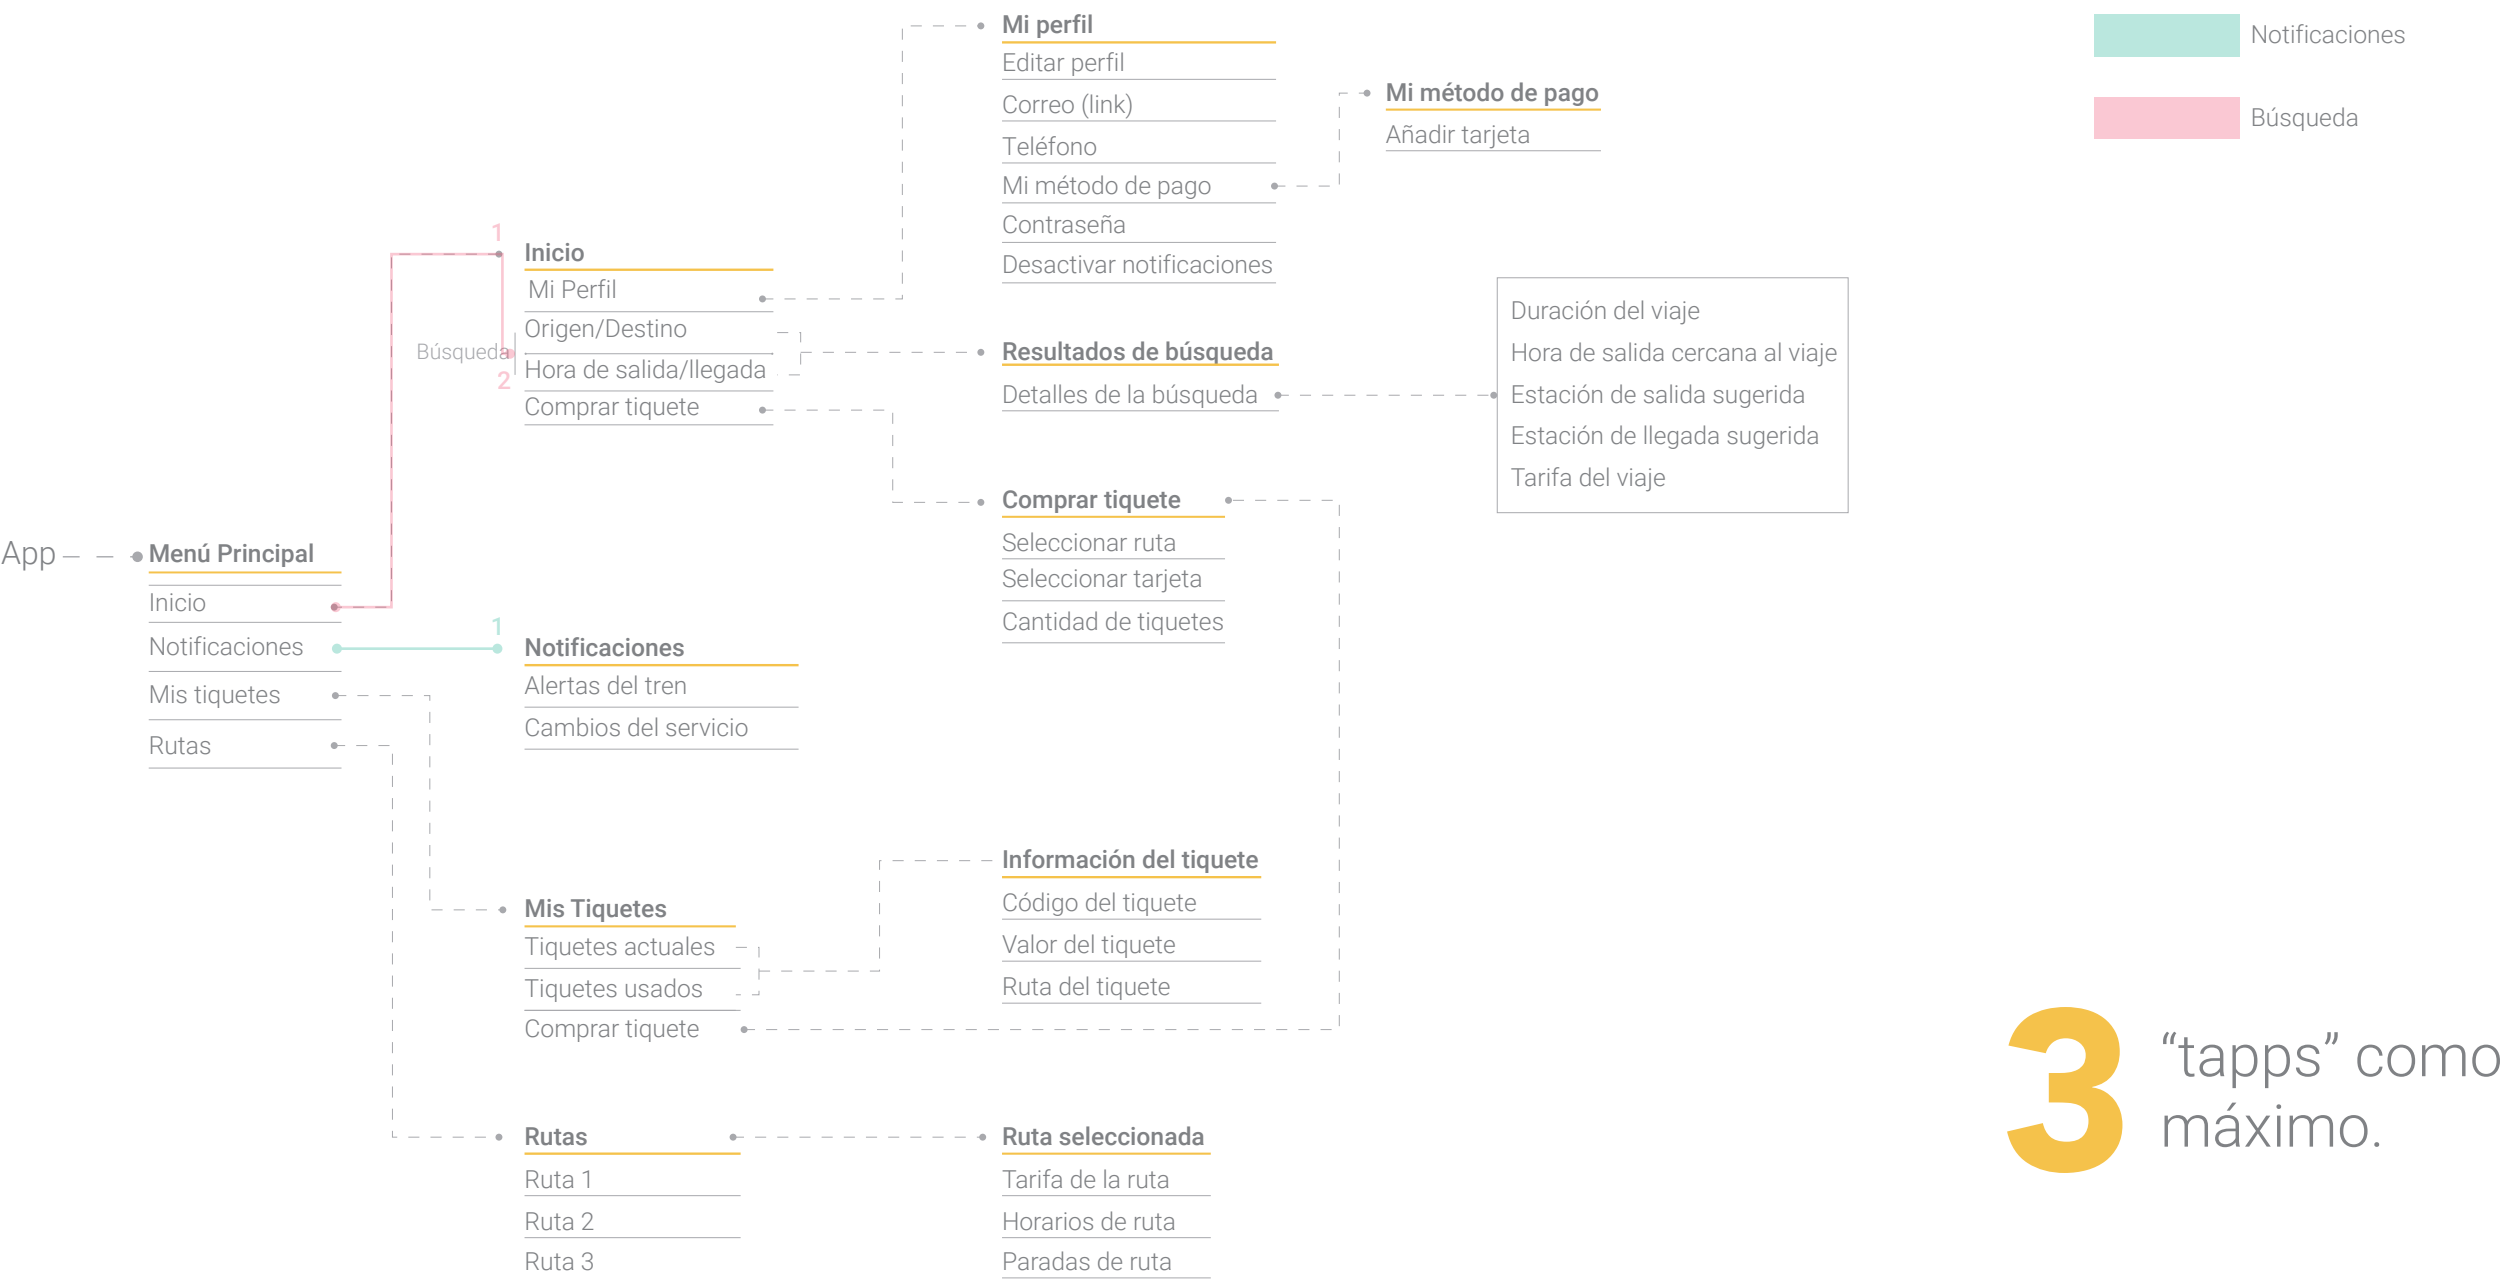 App
Menú Principal
Inicio
Notificaciones
Mis tiquetes
Rutas
1
Búsqueda
2
Inicio
Mi Perfil
Origen/Destino
Hora de salida/llegada
Comprar tiquete
1
Notificaciones
Alertas del tren
Cambios del servicio
Mis Tiquetes
Tiquetes actuales
Tiquetes usados
Comprar tiquete
Rutas
Ruta 1
Ruta 2
Ruta 3
Mi perfil
Editar perfil
Correo (link)
Teléfono
Mi método de pago
Contraseña
Desactivar notificaciones
Resultados de búsqueda
Detalles de la búsqueda
Comprar tiquete
Seleccionar ruta
Seleccionar tarjeta
Cantidad de tiquetes
Información del tiquete
Código del tiquete
Valor del tiquete
Ruta del tiquete
Ruta seleccionada
Tarifa de la ruta
Horarios de ruta
Paradas de ruta
Mi método de pago
Añadir tarjeta
Duración del viaje
Hora de salida cercana al viaje
Estación de salida sugerida
Estación de llegada sugerida
Tarifa del viaje
Notificaciones
Búsqueda
3
“tapps” como
máximo.